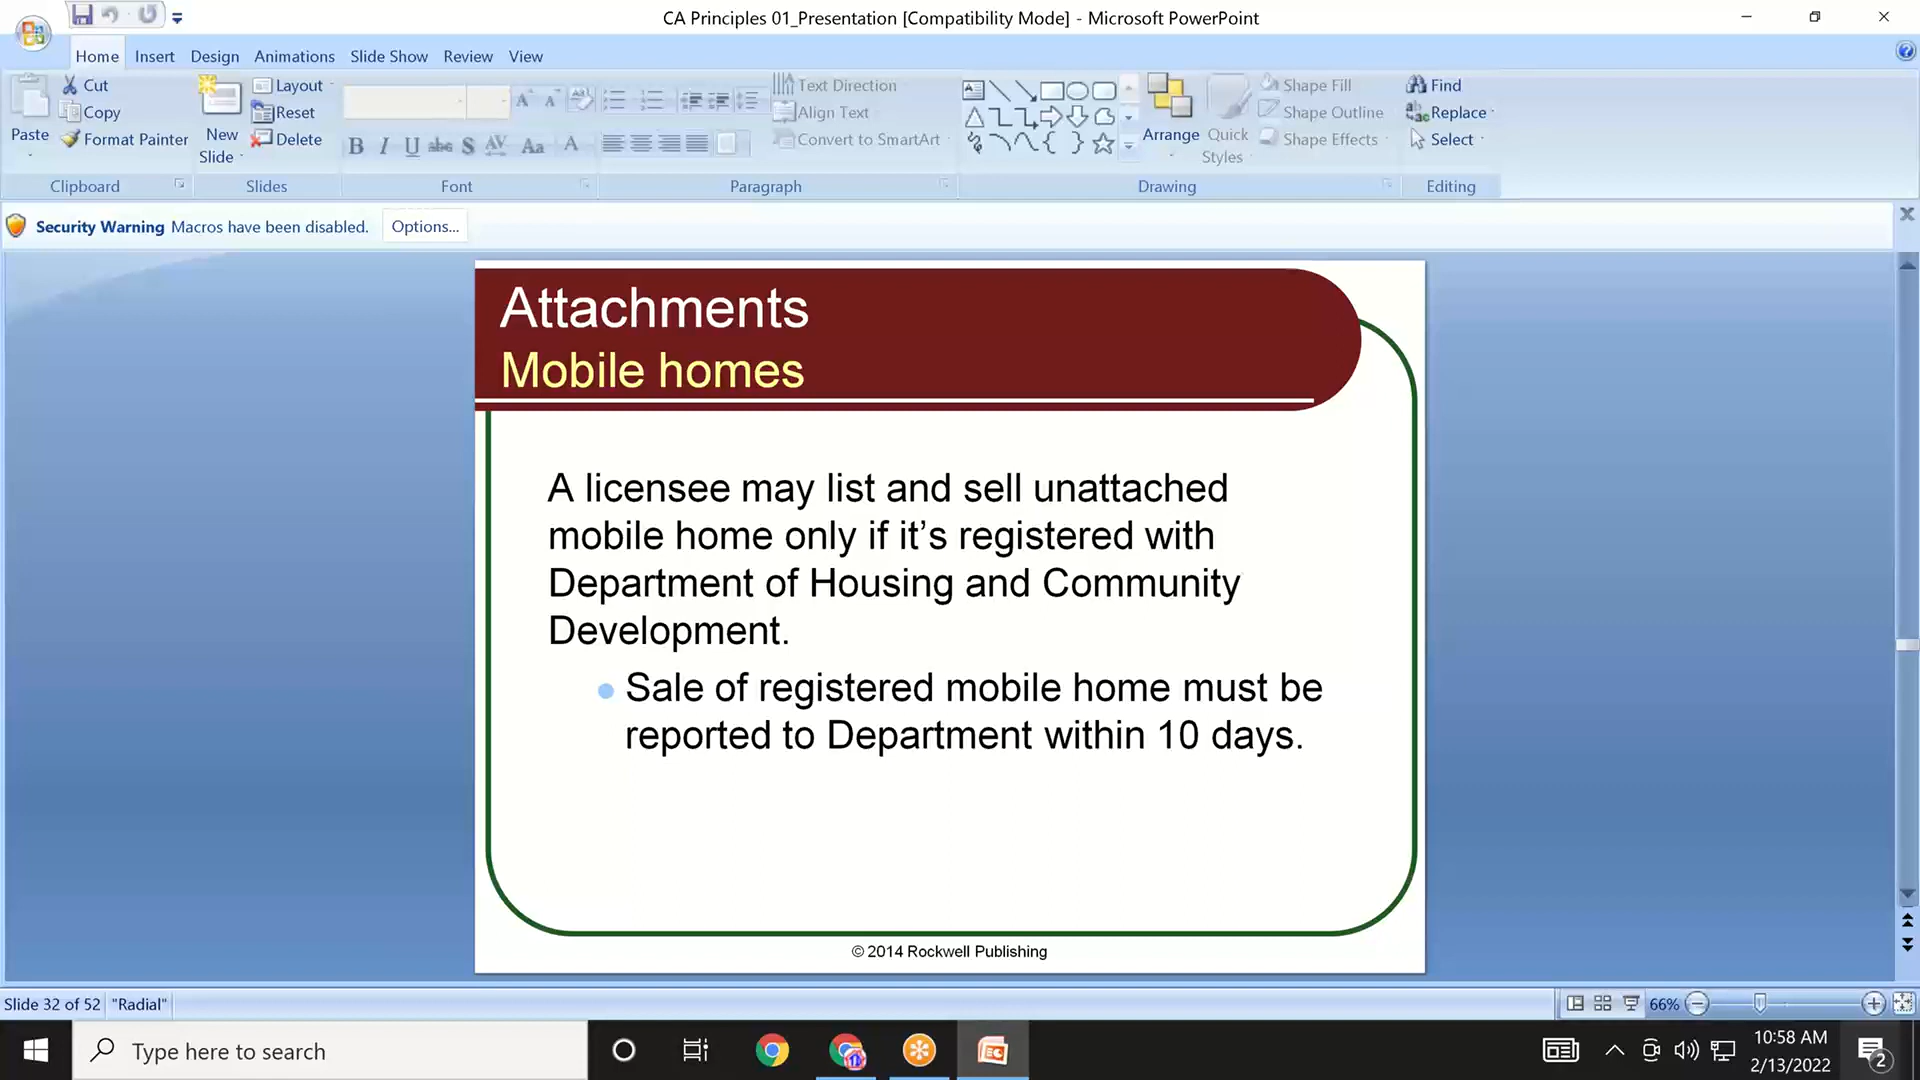 CA Principles 01_Presentation [Compatibility Mode] - Microsoft PowerPoint
Home Insert Design Animations Slide Show Review View
Cut
Copy
Format Painter
Paste
Clipboard
New
Slide
Layout
Reset
Delete
Slides
Font
Text Direction
Align Text
Convert to SmartArt
Paragraph
Arrange
Quick
Styles
Shape Fill
Shape Outline
Shape Effects
Drawing
Find
Replace
Select
Editing
Security Warning Macros have been disabled. Options...
Attachments
Mobile homes
A licensee may list and sell unattached
mobile home only if it’s registered with
Department of Housing and Community
Development.
Sale of registered mobile home must be
reported to Department within 10 days.
© 2014 Rockwell Publishing
Slide 32 of 52 "Radial" 66%
Type here to search
10:58 AM
2/13/2022
2